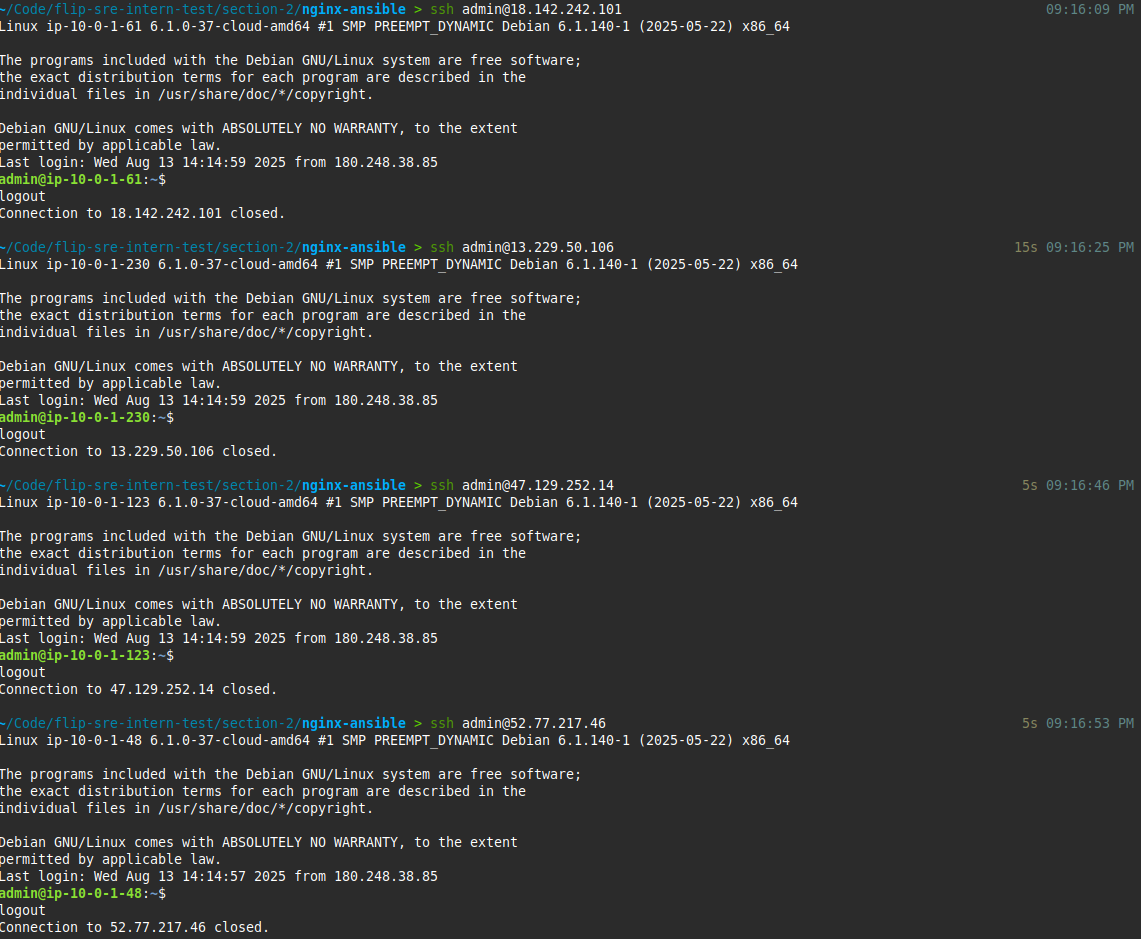 ~/Code/flip-sre-intern-test/section-2/nginx-ansible > ssh admin@18.142.242.101 09:16:09 PM
Linux ip-10-0-1-61 6.1.0-37-cloud-amd64 #1 SMP PREEMPT_DYNAMIC Debian 6.1.140-1 (2025-05-22) x86_64
The programs included with the Debian GNU/Linux system are free software;
the exact distribution terms for each program are described in the
individual files in /usr/share/doc/*/copyright.
Debian GNU/Linux comes with ABSOLUTELY NO WARRANTY, to the extent
permitted by applicable law.
Last login: Wed Aug 13 14:14:59 2025 from 180.248.38.85
admin@ip-10-0-1-61:~$
logout
Connection to 18.142.242.101 closed.
~/Code/flip-sre-intern-test/section-2/nginx-ansible > ssh admin@13.229.50.106 15s 09:16:25 PM
Linux ip-10-0-1-230 6.1.0-37-cloud-amd64 #1 SMP PREEMPT_DYNAMIC Debian 6.1.140-1 (2025-05-22) x86_64
The programs included with the Debian GNU/Linux system are free software;
the exact distribution terms for each program are described in the
individual files in /usr/share/doc/*/copyright.
Debian GNU/Linux comes with ABSOLUTELY NO WARRANTY, to the extent
permitted by applicable law.
Last login: Wed Aug 13 14:14:59 2025 from 180.248.38.85
admin@ip-10-0-1-230:~$
logout
Connection to 13.229.50.106 closed.
~/Code/flip-sre-intern-test/section-2/nginx-ansible > ssh admin@47.129.252.14 5s 09:16:46 PM
Linux ip-10-0-1-123 6.1.0-37-cloud-amd64 #1 SMP PREEMPT_DYNAMIC Debian 6.1.140-1 (2025-05-22) x86_64
The programs included with the Debian GNU/Linux system are free software;
the exact distribution terms for each program are described in the
individual files in /usr/share/doc/*/copyright.
Debian GNU/Linux comes with ABSOLUTELY NO WARRANTY, to the extent
permitted by applicable law.
Last login: Wed Aug 13 14:14:59 2025 from 180.248.38.85
admin@ip-10-0-1-123:~$
logout
Connection to 47.129.252.14 closed.
~/Code/flip-sre-intern-test/section-2/nginx-ansible > ssh admin@52.77.217.46 5s 09:16:53 PM
Linux ip-10-0-1-48 6.1.0-37-cloud-amd64 #1 SMP PREEMPT_DYNAMIC Debian 6.1.140-1 (2025-05-22) x86_64
The programs included with the Debian GNU/Linux system are free software;
the exact distribution terms for each program are described in the
individual files in /usr/share/doc/*/copyright.
Debian GNU/Linux comes with ABSOLUTELY NO WARRANTY, to the extent
permitted by applicable law.
Last login: Wed Aug 13 14:14:57 2025 from 180.248.38.85
admin@ip-10-0-1-48:~$
logout
Connection to 52.77.217.46 closed.